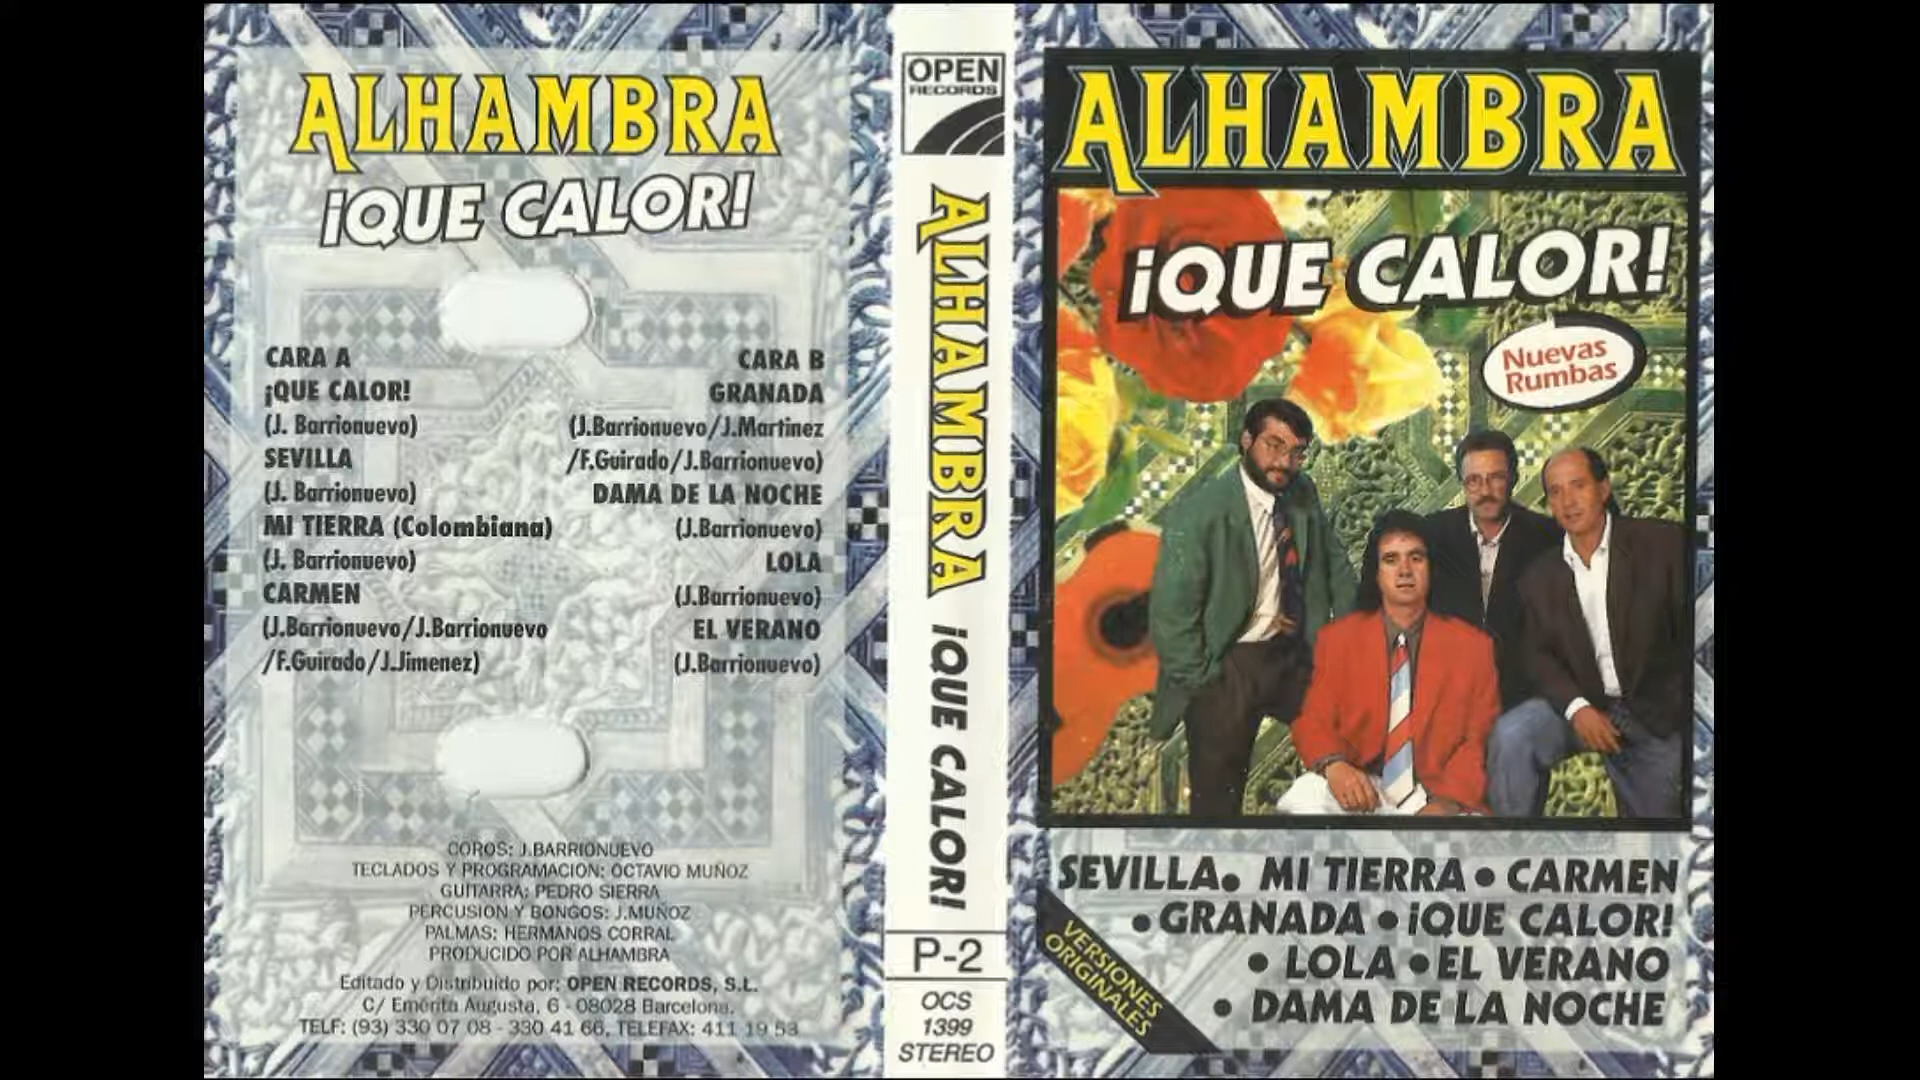 ALHAMBRA
¡QUE CALOR!
CARA A
¡QUE CALOR!
(J. Barrionuevo)
SEVILLA
(J. Barrionuevo)
MI TIERRA (Colombiana)
(J. Barrionuevo)
CARMEN
(J.Barrionuevo/J.Barrionuevo
/F.Guirado/J.Jimenez)
CARA B
GRANADA
(J.Barrionuevo/J.Martinez
/F.Guirado/J.Barrionuevo)
DAMA DE LA NOCHE
(J.Barrionuevo)
LOLA
(J.Barrionuevo)
EL VERANO
(J.Barrionuevo)
COROS: J.BARRIONUEVO
TECLADOS Y PROGRAMACION: OCTAVIO MUÑOZ
GUITARRA: PEDRO SIERRA
PERCUSION Y BONGOS: J.MUÑOZ
PALMAS: HERMANOS CORRAL
PRODUCIDO POR ALHAMBRA
Editado y Distribuido por: OPEN RECORDS, S.L.
C/ Emérita Augusta, 6 - 08028 Barcelona.
TELF: (93) 330 07 08 - 330 41 66, TELEFAX: 411 19 53
OPEN
RECORDS
ALHAMBRA ¡QUE CALOR!
P-2
OCS
1399
STEREO
ALHAMBRA
¡QUE CALOR!
Nuevas
Rumbas
SEVILLA. MI TIERRA • CARMEN
• GRANADA • ¡QUE CALOR!
• LOLA • EL VERANO
• DAMA DE LA NOCHE
VERSIONES
ORIGINALES